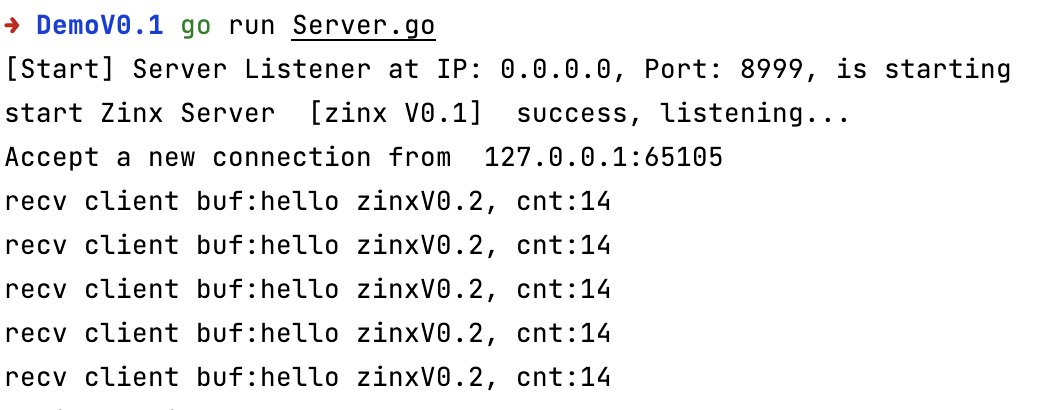 ➜ DemoV0.1 go run Server.go
[Start] Server Listener at IP: 0.0.0.0, Port: 8999, is starting
start Zinx Server  [zinx V0.1]  success, listening...
Accept a new connection from  127.0.0.1:65105
recv client buf:hello zinxV0.2, cnt:14
recv client buf:hello zinxV0.2, cnt:14
recv client buf:hello zinxV0.2, cnt:14
recv client buf:hello zinxV0.2, cnt:14
recv client buf:hello zinxV0.2, cnt:14